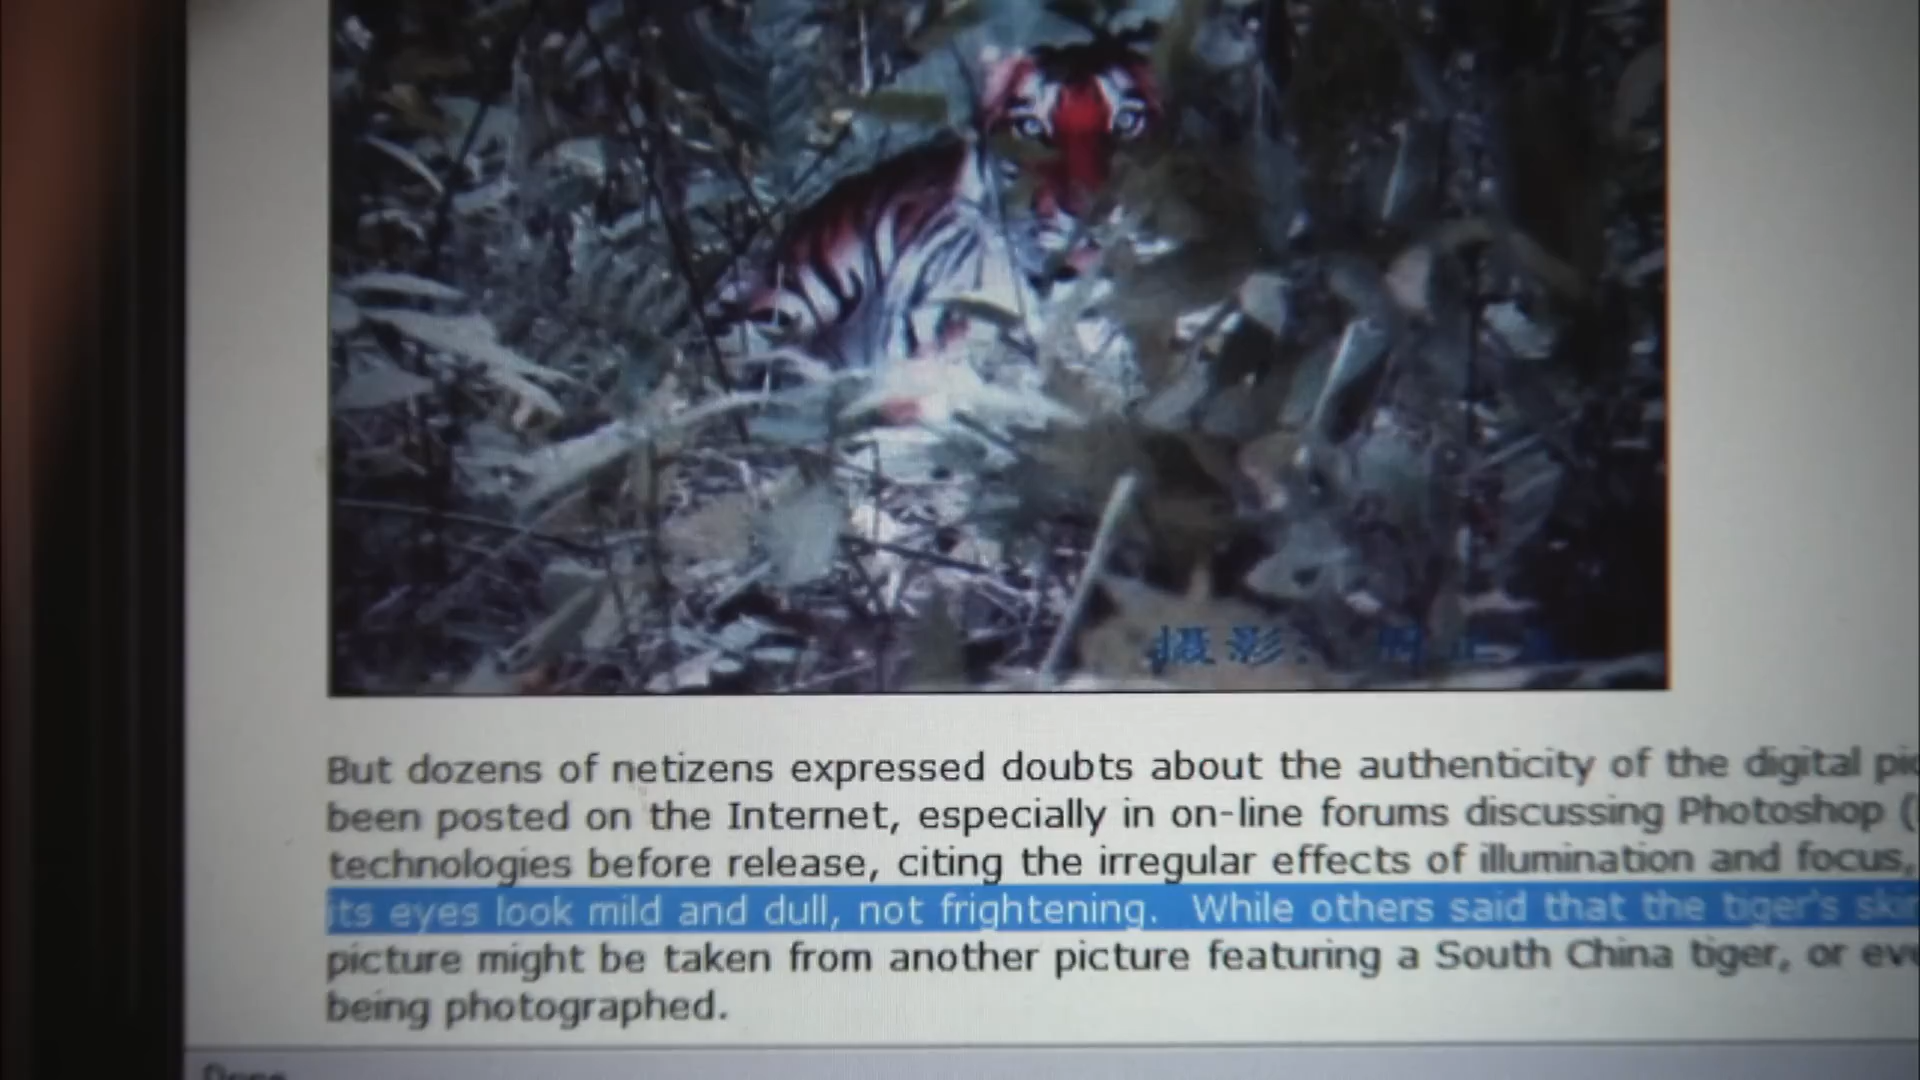 摄影：
But dozens of netizens expressed doubts about the authenticity of the digital
been posted on the Internet, especially in on-line forums discussing Photoshop (
technologies before release, citing the irregular effects of illumination and focus,
its eyes look mild and dull, not frightening. While others said that the tiger's
picture might be taken from another picture featuring a South China tiger, or
being photographed.
Done